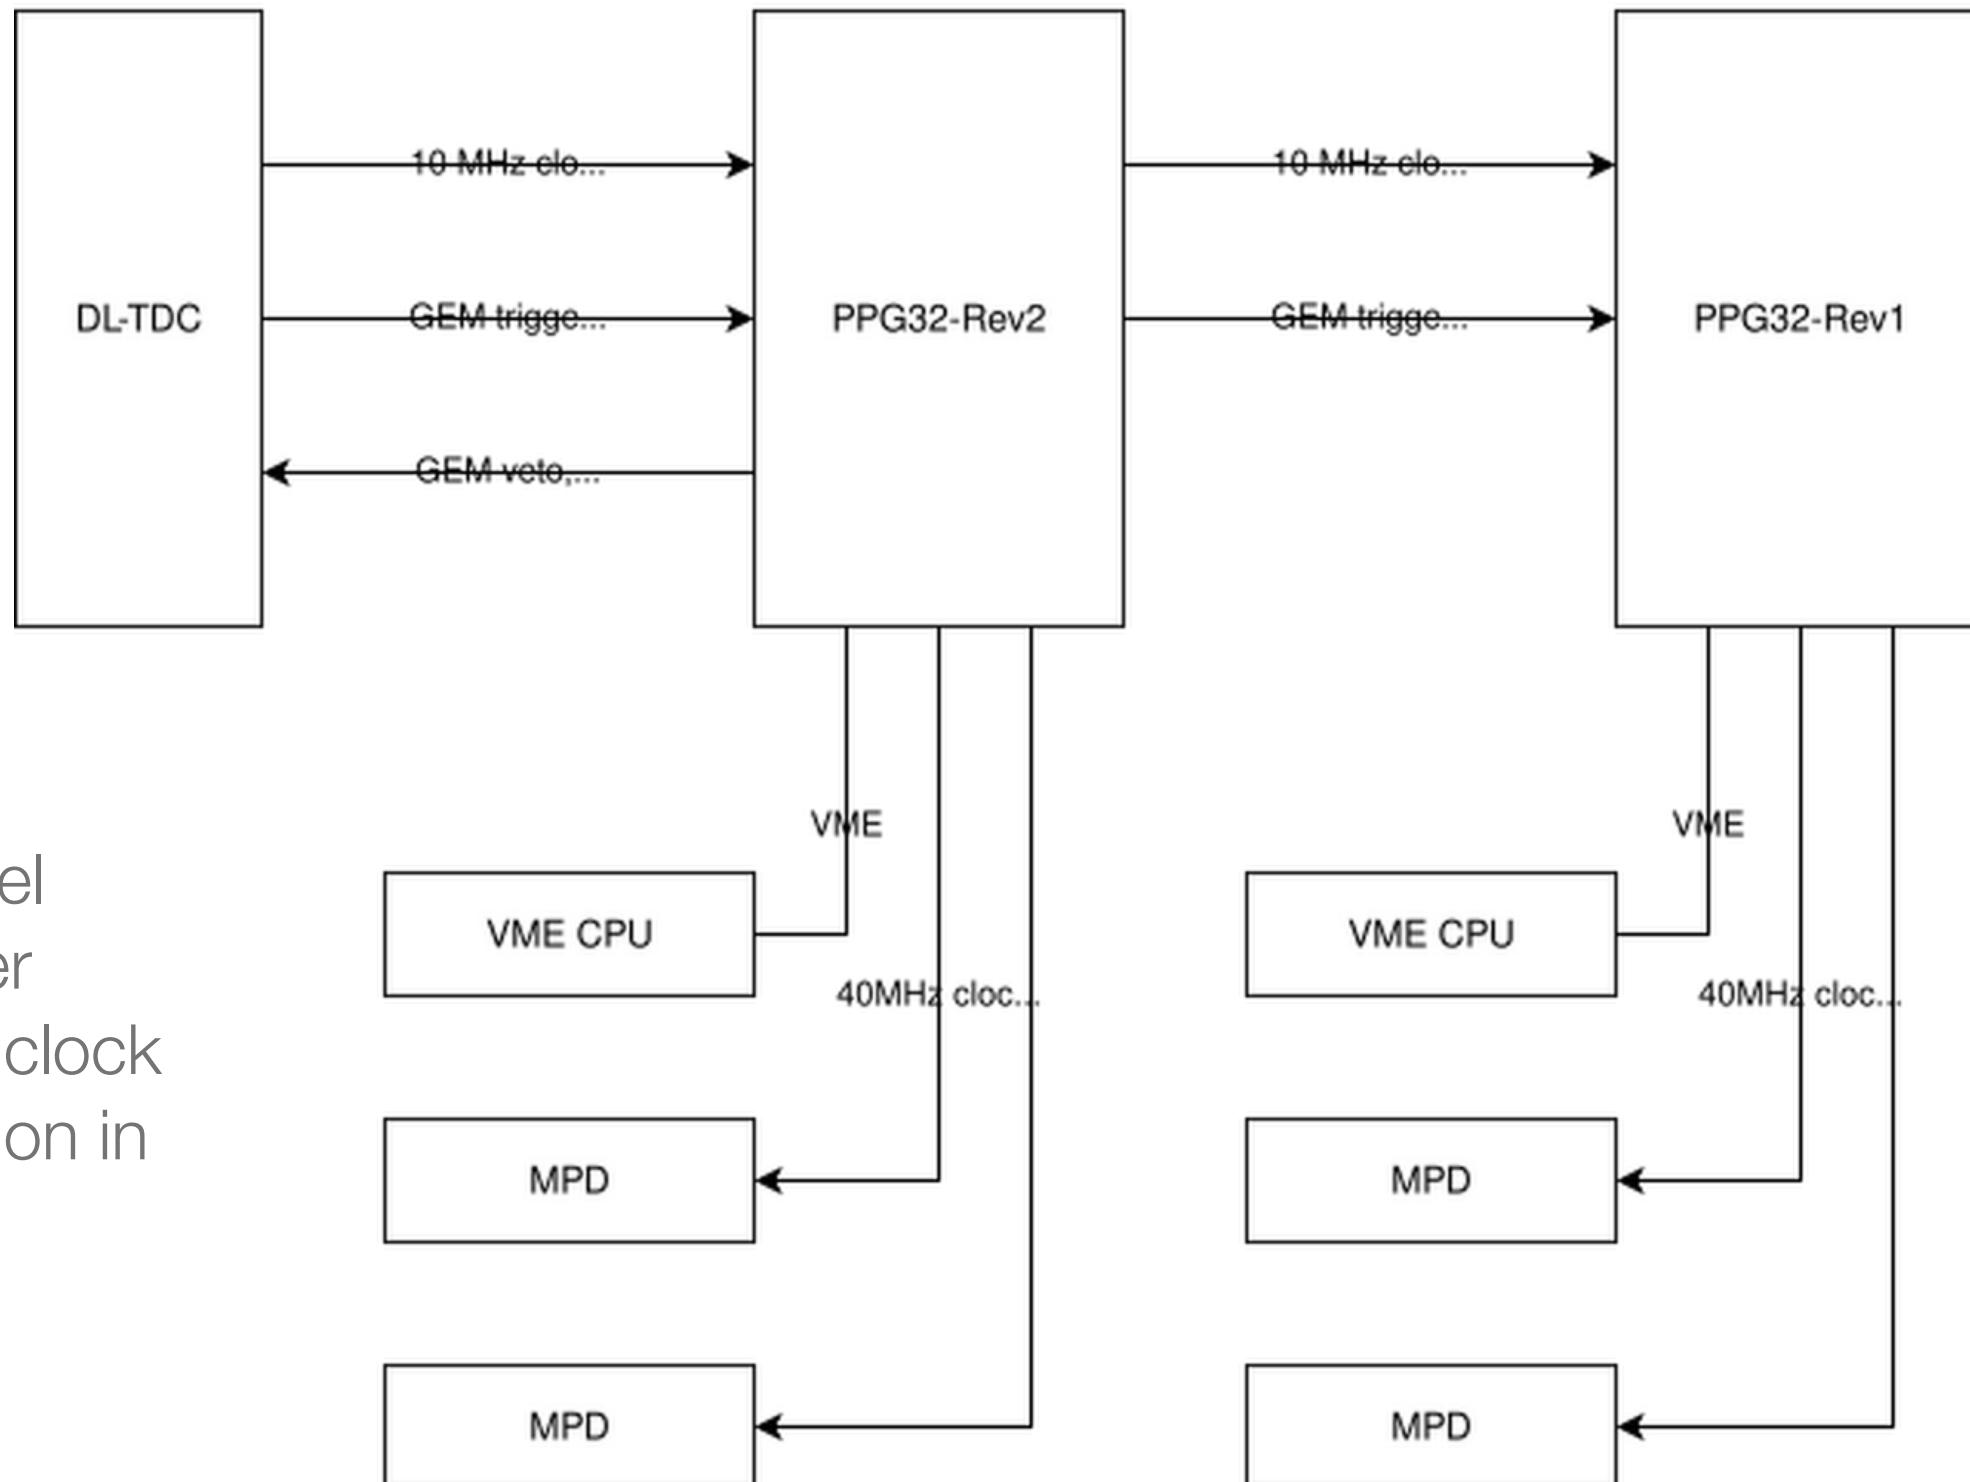 10 MHz clo...
10 MHz clo...
DL-TDC
GEM trigge...
PPG32-Rev2
GEM trigge...
PPG32-Rev1
GEM veto,...
VME
VME
el
er
clock
on in
VME CPU
VME CPU
40MHz cloc...
40MHz cloc...
MPD
MPD
MPD
MPD